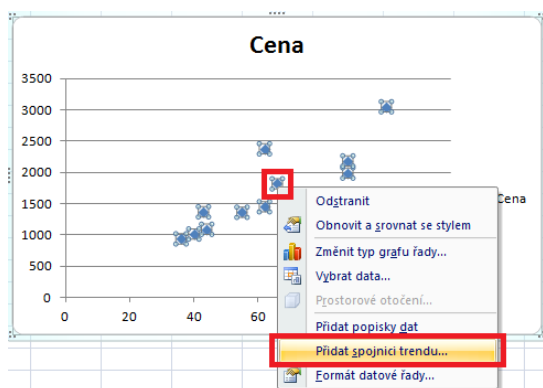 Cena
3500
3000
2500
2000
1500
1000
500
0
0 20 40 60
Cena
Odstranit
Obnovit a srovnat se stylem
Změnit typ grafu řady...
Vybrat data...
Prostorové otočení...
Přidat popisky dat
Přidat spojnici trendu...
Formát datové řady...